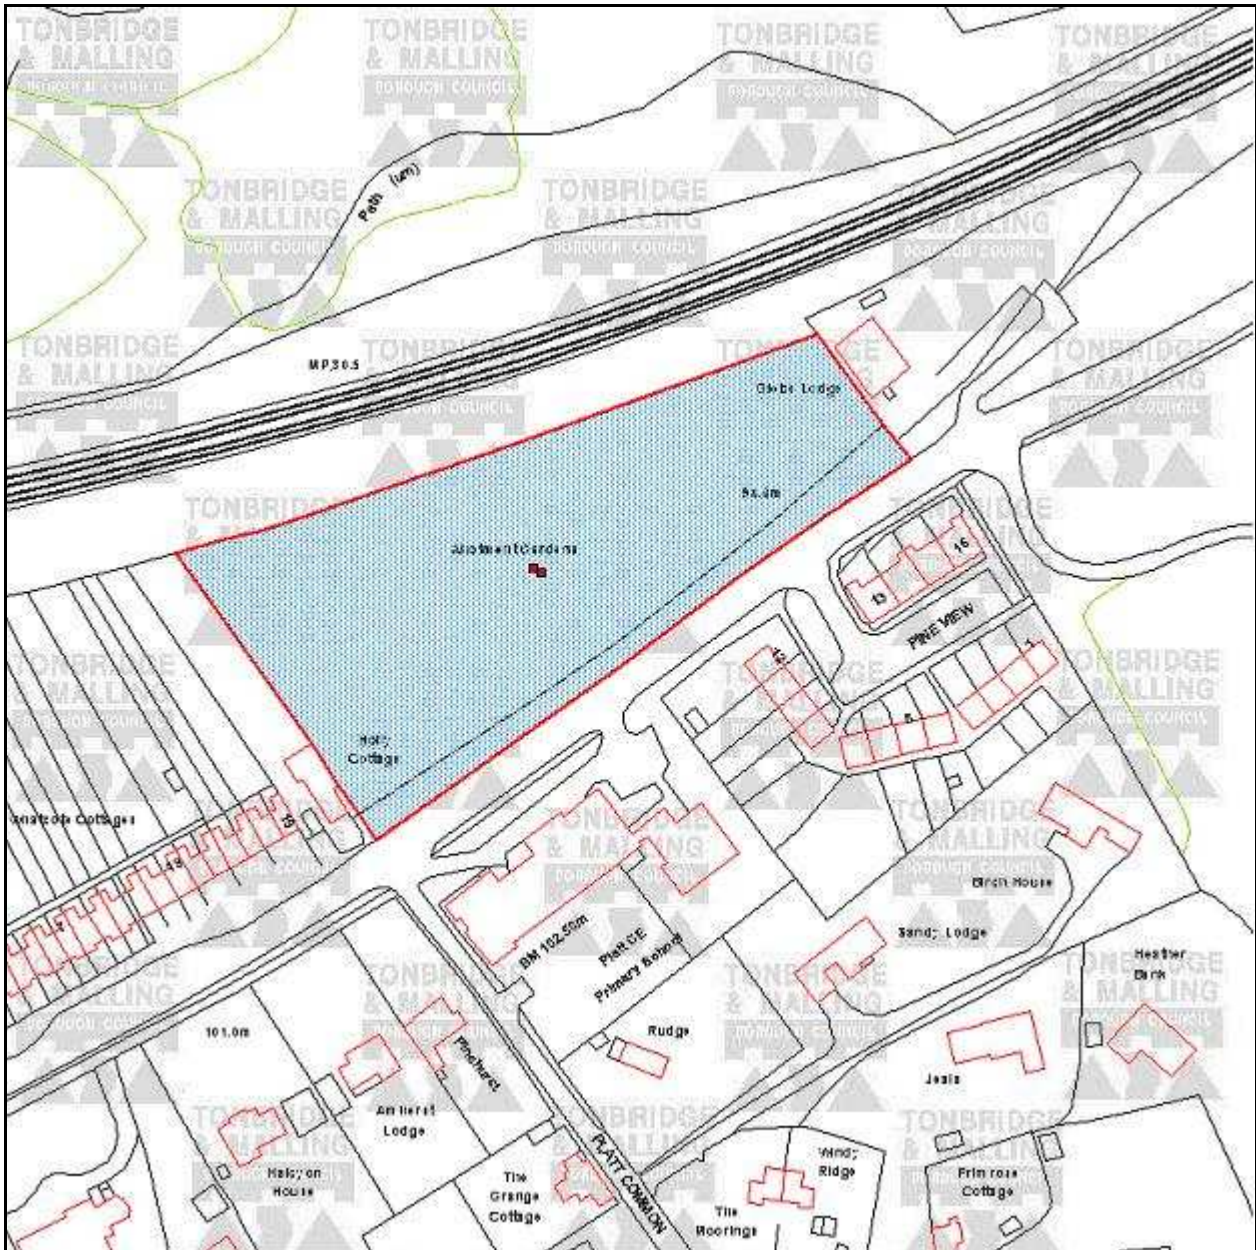 TONBRIDGE
& MALLING
BOROUGH COUNCIL
Path (um)
MP30.5
Glebe Lodge
Allotment Gardens
16
13
PINE VIEW
12
1
Holly
Cottage
Cottages
19
13
Birch House
BM 102.50m
Platt CE
Primary School
Sandy Lodge
Heather
Bank
101.0m
Pinehurst
Rudge
Amherst
Lodge
Halcyon
House
The
Grange
Cottage
PLATT COMMON
Windy
Ridge
The
Moorings
Primrose
Cottage